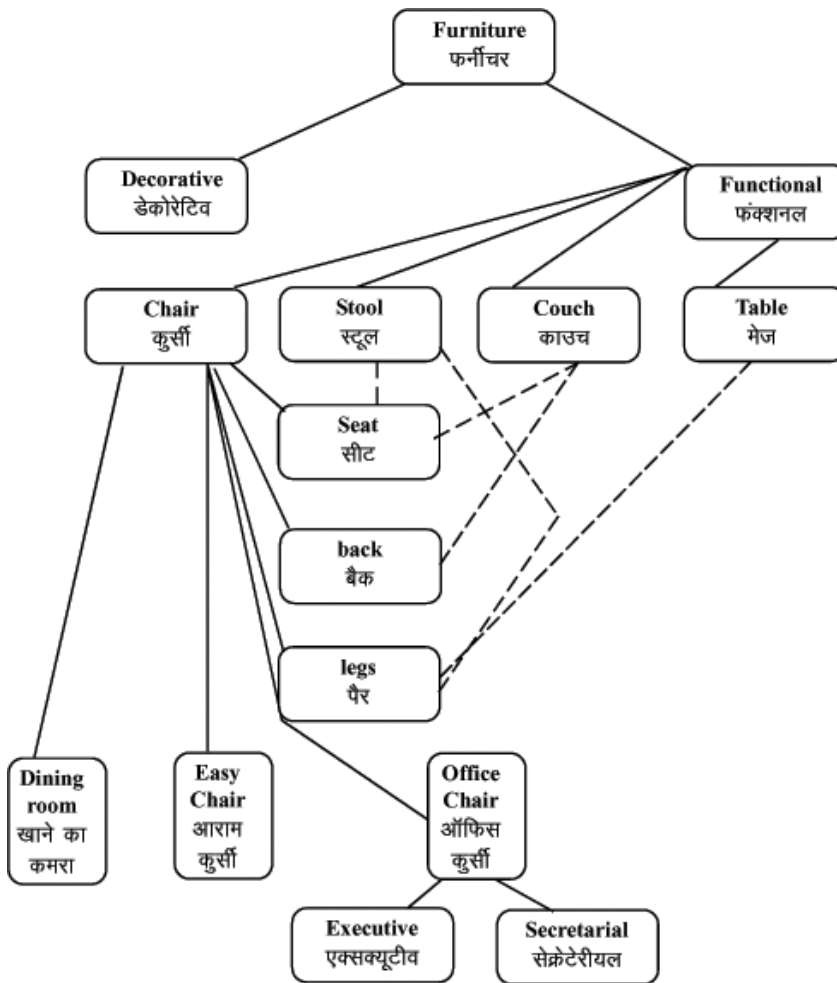 Furniture
फर्नीचर
Decorative
डेकोरेटिव
Functional
फंक्शनल
Chair
कुर्सी
Stool
स्टूल
Couch
काउच
Table
मेज
Seat
सीट
back
बैक
legs
पैर
Dining
room
खाने का
कमरा
Easy
Chair
आराम
कुर्सी
Office
Chair
ऑफिस
कुर्सी
Executive
एक्सक्यूटीव
Secretarial
सेक्रेटेरीयल